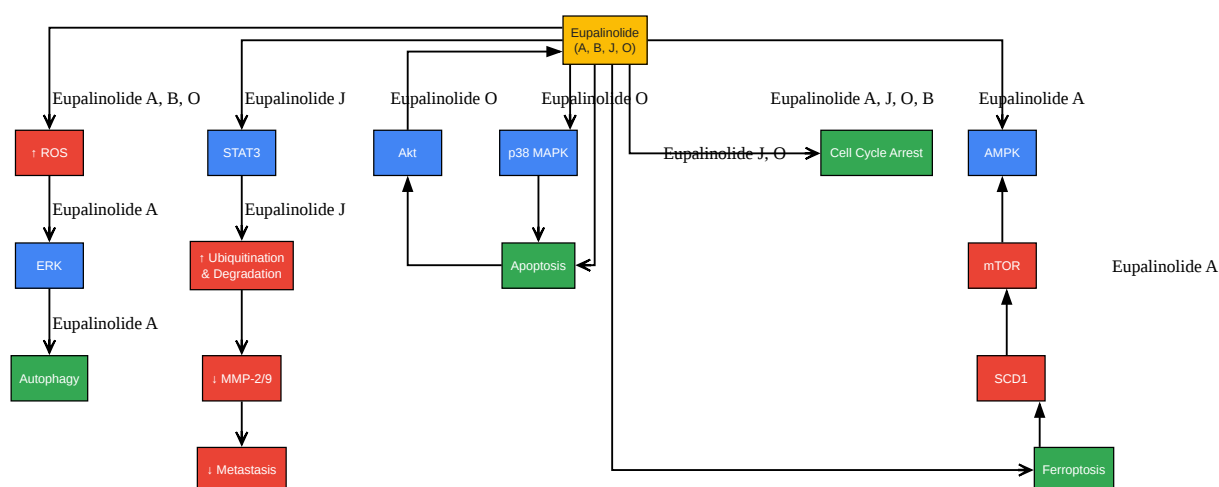 Eupalinolide
(A, B, J, O)
Eupalinolide A, B, O
Eupalinolide J
Eupalinolide O
Eupalinolide O
Eupalinolide A, J, O, B
Eupalinolide A
↑ ROS
STAT3
Akt
p38 MAPK
Eupalinolide J, O
Cell Cycle Arrest
AMPK
Eupalinolide A
Eupalinolide J
ERK
↑ Ubiquitination
& Degradation
Apoptosis
mTOR
Eupalinolide A
Eupalinolide A
Autophagy
↓ MMP-2/9
SCD1
↓ Metastasis
Ferroptosis